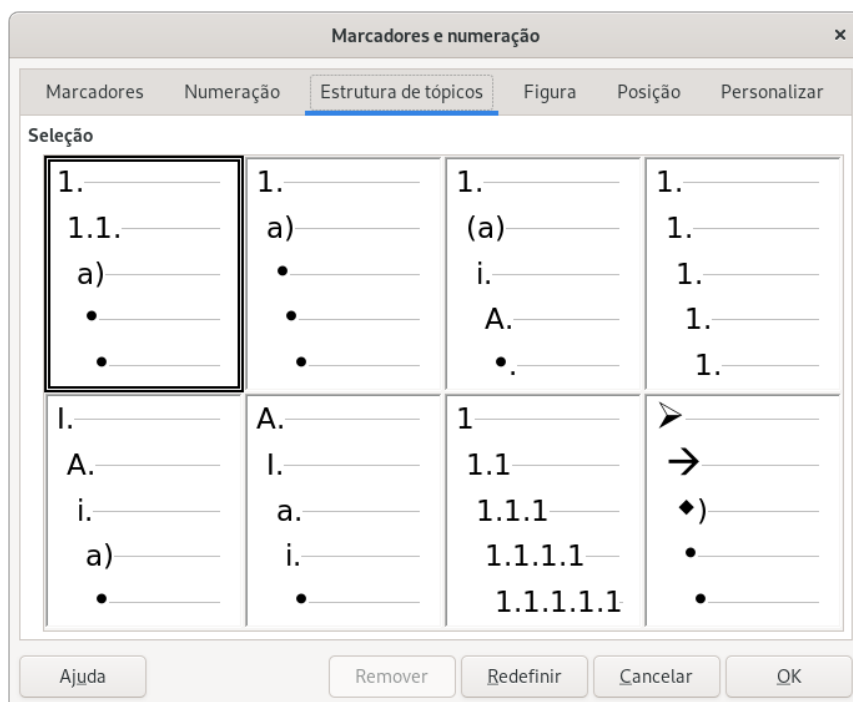 Marcadores e numeração ×
Marcadores Numeração Estrutura de tópicos Figura Posição Personalizar
Seleção
1. 1. 1. 1.
1.1. a) (a) 1.
a) • i. 1.
• • A. 1.
• • •. 1.
I. A. 1 ➢
A. I. 1.1 →
i. a. 1.1.1 ◆)
a) i. 1.1.1.1 •
• • 1.1.1.1.1 •
Ajuda Remover Redefinir Cancelar OK